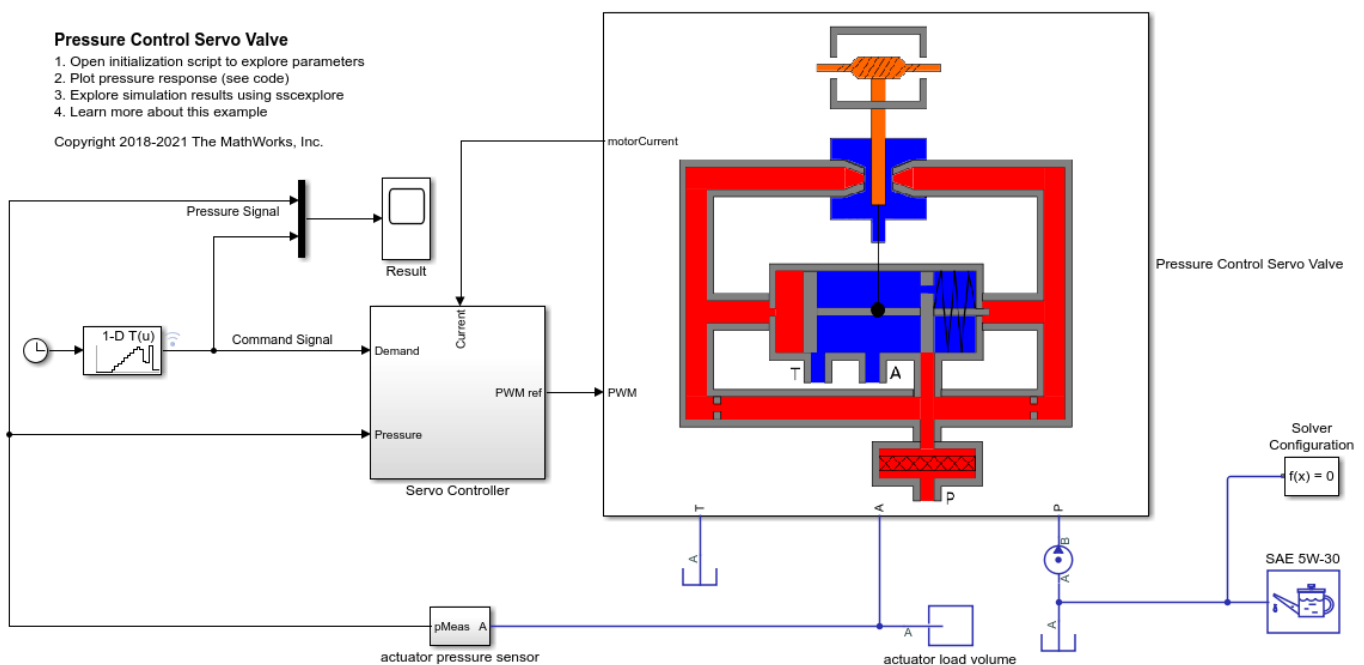 Pressure Control Servo Valve
1. Open initialization script to explore parameters
2. Plot pressure response (see code)
3. Explore simulation results using sscexplore
4. Learn more about this example
Copyright 2018-2021 The MathWorks, Inc.
motorCurrent
Pressure Signal
Result
Pressure Control Servo Valve
1-D T(u)
Command Signal
Current
Demand
PWM ref
PWM
Pressure
Servo Controller
T
A
P
T
A
P
Solver
Configuration
f(x) = 0
B
A
A
SAE 5W-30
A
pMeas
A
A
actuator pressure sensor
actuator load volume